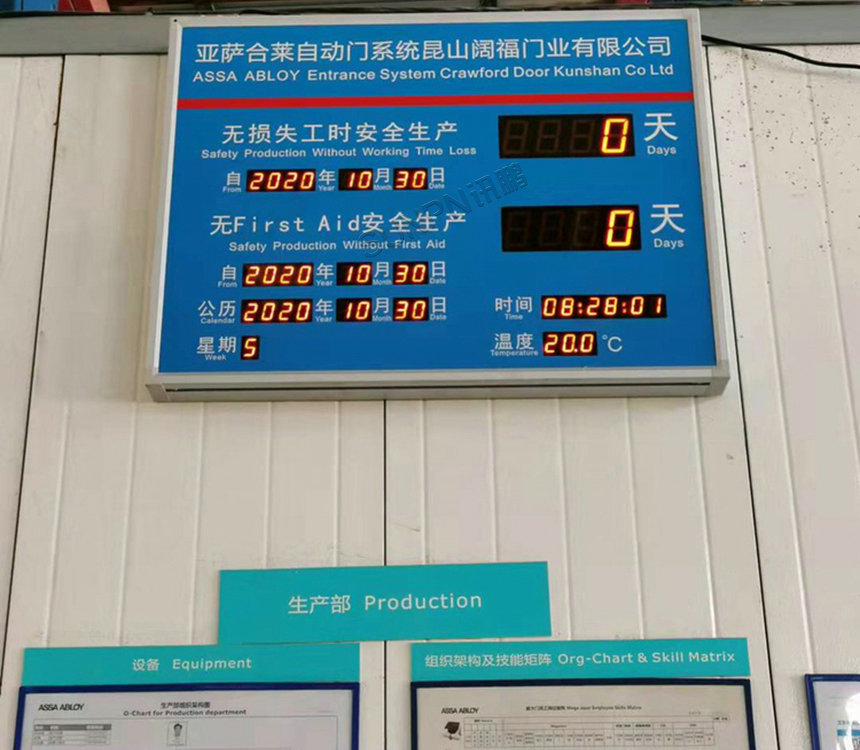 亚萨合莱自动门系统昆山阔福门业有限公司
ASSA ABLOY Entrance System Crawford Door Kunshan Co Ltd
无损失工时安全生产 0 天
Safety Production Without Working Time Loss Days
自 2020 年 10 月 30 日
From Year Month Date
无First Aid安全生产 0 天
Safety Production Without First Aid Days
自 2020 年 10 月 30 日
From Year Month Date
公历 2020 年 10 月 30 日 时间 08:28:01
Calendar Year Month Date Time
星期 5 温度 20.0 °C
Week Temperature
讯鹏
生产部 Production
设备 Equipment
组织架构及技能矩阵 Org-Chart & Skill Matrix
ASSA ABLOY 生产部组织架构图
O-Chart for Production department
ASSA ABLOY